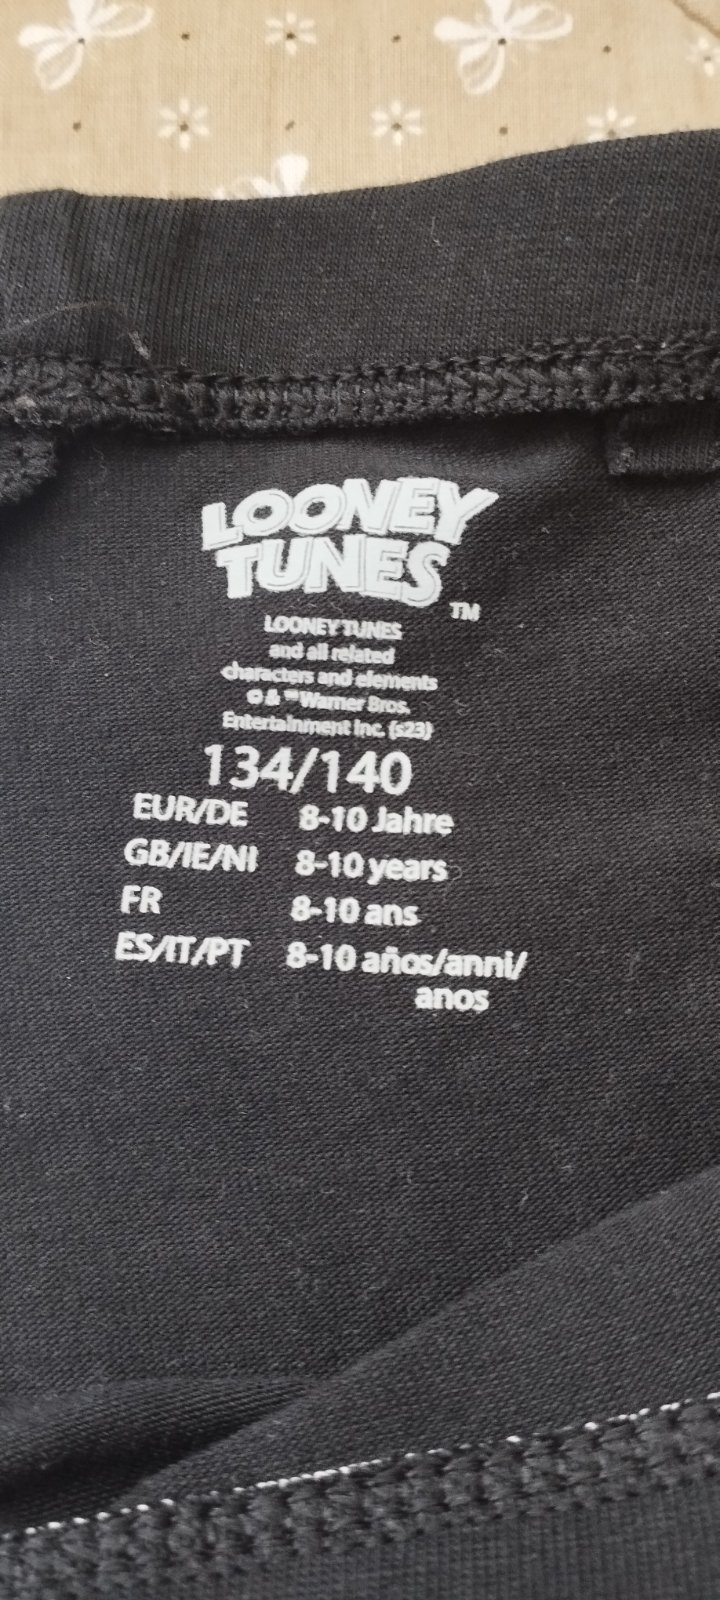 LOONEY
TUNES
TM
LOONEY TUNES
and all related
characters and elements
© & ™ Warner Bros.
Entertainment Inc. (s23)
134/140
EUR/DE 8-10 Jahre
GB/IE/NI 8-10 years
FR 8-10 ans
ES/IT/PT 8-10 años/anni/
anos